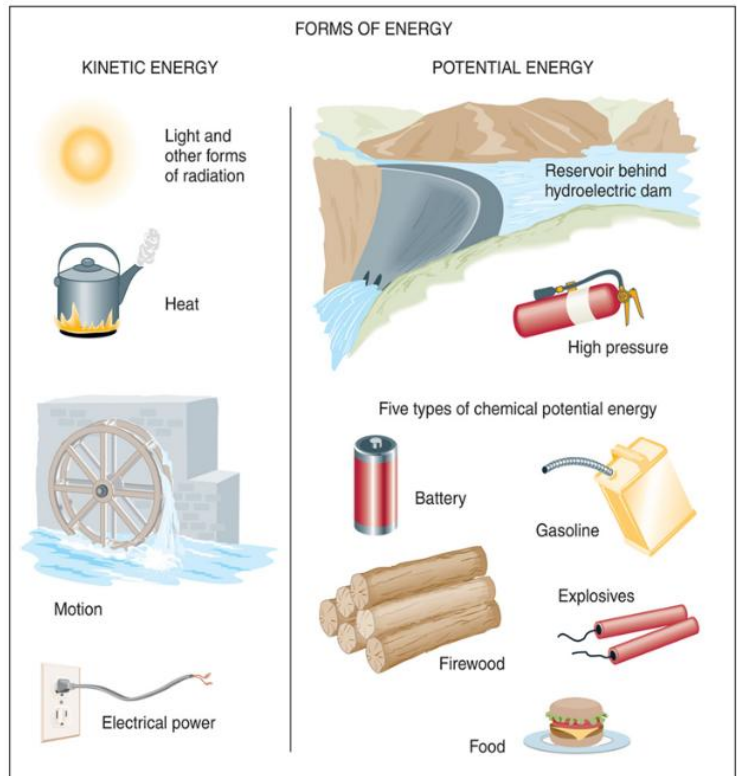 FORMS OF ENERGY
KINETIC ENERGY
Light and
other forms
of radiation
Heat
Motion
Electrical power
POTENTIAL ENERGY
Reservoir behind
hydroelectric dam
High pressure
Five types of chemical potential energy
Battery
Gasoline
Firewood
Explosives
Food